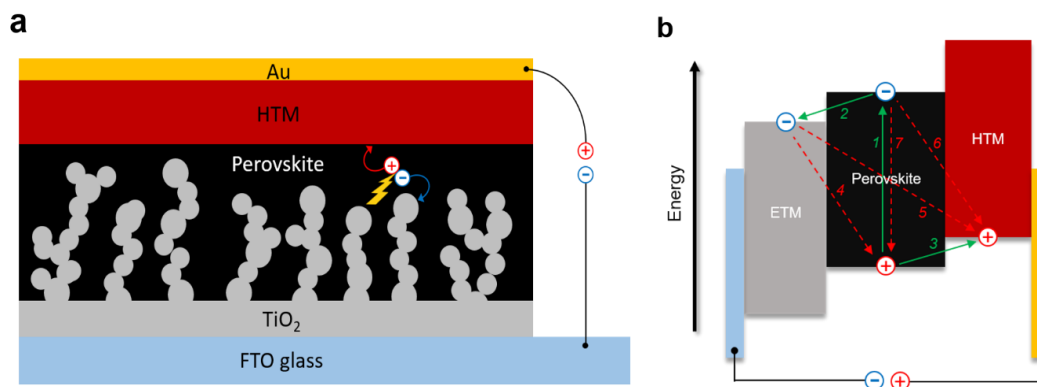 a
Au
HTM
Perovskite
+
−
TiO₂
FTO glass
+
−
b
Energy
ETM
Perovskite
HTM
1
2
3
4
5
6
7
−
−
+
+
−
+